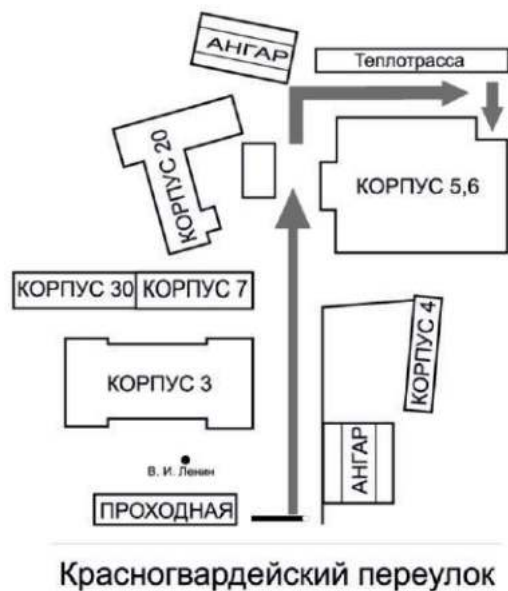 АНГАР
Теплотрасса
КОРПУС 20
КОРПУС 5,6
КОРПУС 30
КОРПУС 7
КОРПУС 4
КОРПУС 3
АНГАР
В. И. Ленин
ПРОХОДНАЯ
Красногвардейский переулок